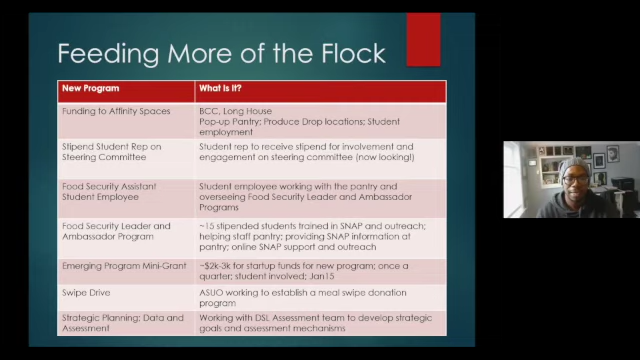 Feeding More of the Flock
New Program
What Is It?
Funding to Affinity Spaces
BCC, Long House
Pop-up Pantry; Produce Drop locations; Student
employment
Stipend Student Rep on
Steering Committee
Student rep to receive stipend for involvement and
engagement on steering committee (now looking!)
Food Security Assistant
Student Employee
Student employee working with the pantry and
overseeing Food Security Leader and Ambassador
Programs
Food Security Leader and
Ambassador Program
~15 stipended students trained in SNAP and outreach;
helping staff pantry; providing SNAP information at
pantry; online SNAP support and outreach
Emerging Program Mini-Grant
~$2k-3k for startup funds for new program; once a
quarter; student involved; Jan15
Swipe Drive
ASUO working to establish a meal swipe donation
program
Strategic Planning; Data and
Assessment
Working with DSL Assessment team to develop strategic
goals and assessment mechanisms